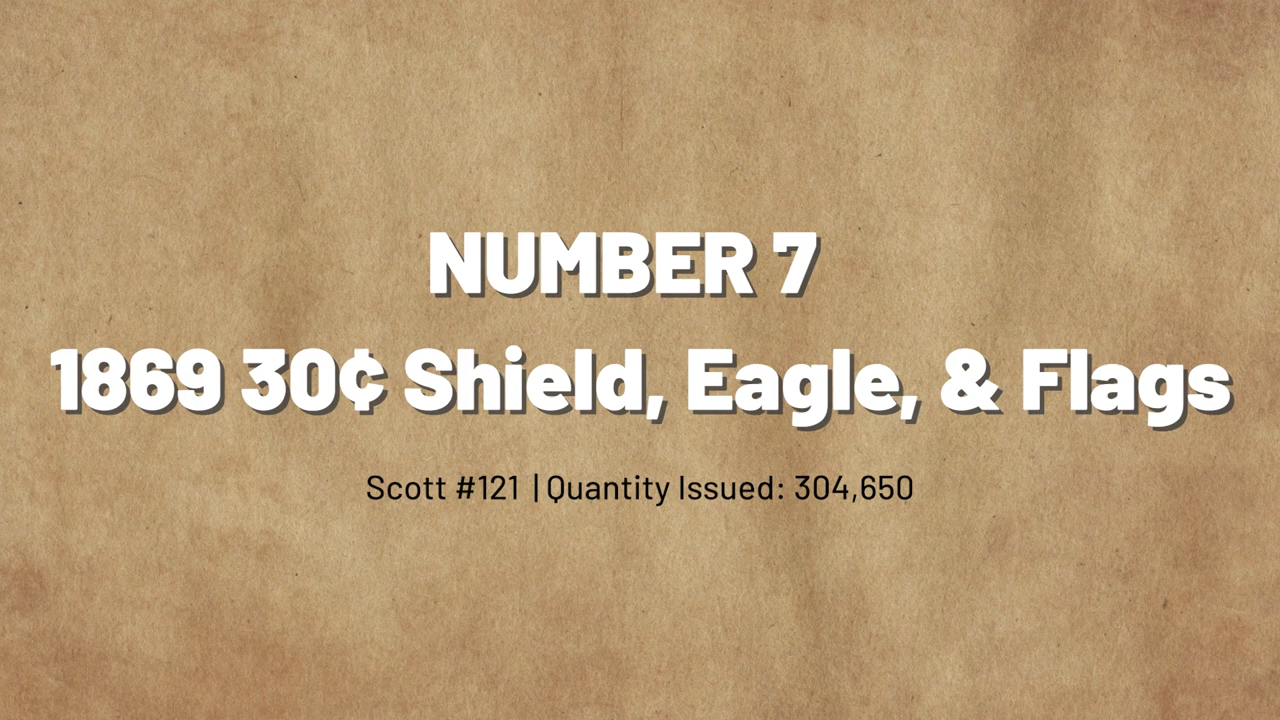 NUMBER 7
1869 30¢ Shield, Eagle, & Flags
Scott #121 | Quantity Issued: 304,650